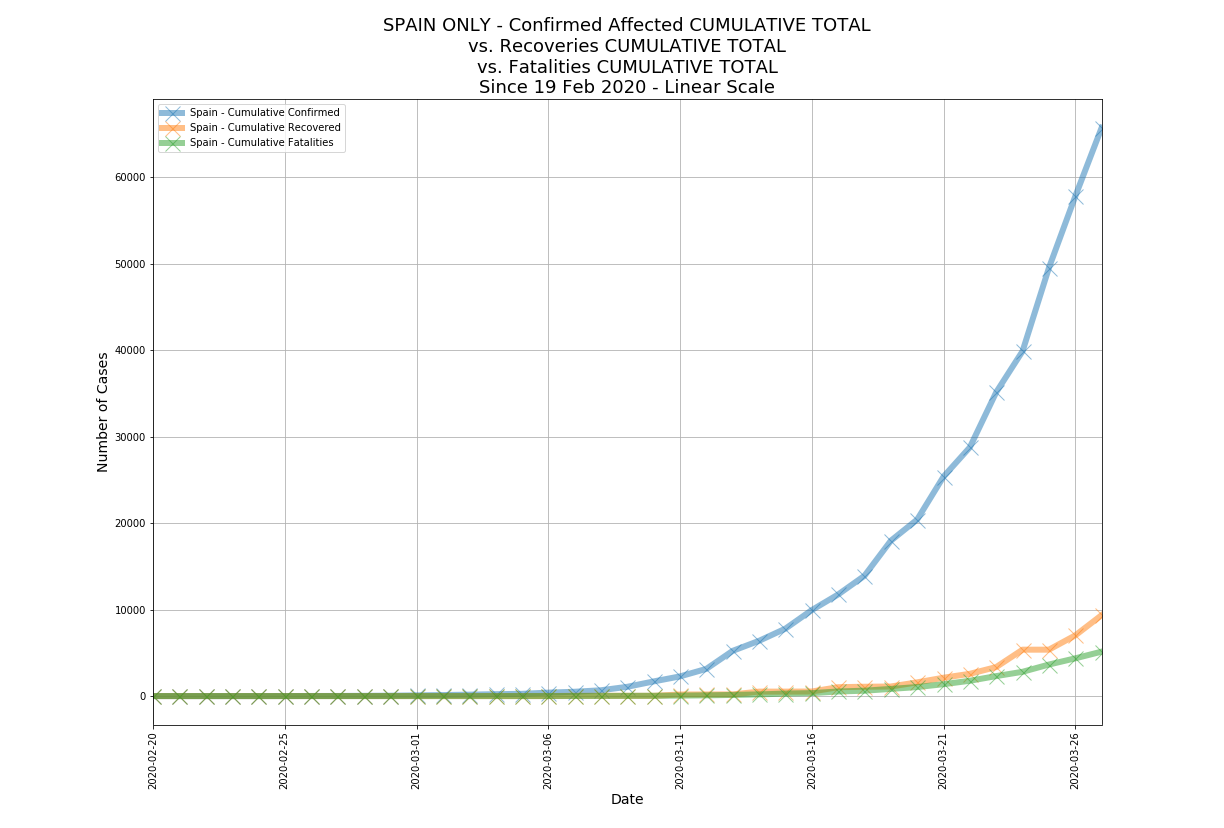 SPAIN ONLY - Confirmed Affected CUMULATIVE TOTAL
vs. Recoveries CUMULATIVE TOTAL
vs. Fatalities CUMULATIVE TOTAL
Since 19 Feb 2020 - Linear Scale
Spain - Cumulative Confirmed
Spain - Cumulative Recovered
Spain - Cumulative Fatalities
Number of Cases
60000
50000
40000
30000
20000
10000
0
2020-02-20
2020-02-25
2020-03-01
2020-03-06
2020-03-11
2020-03-16
2020-03-21
2020-03-26
Date